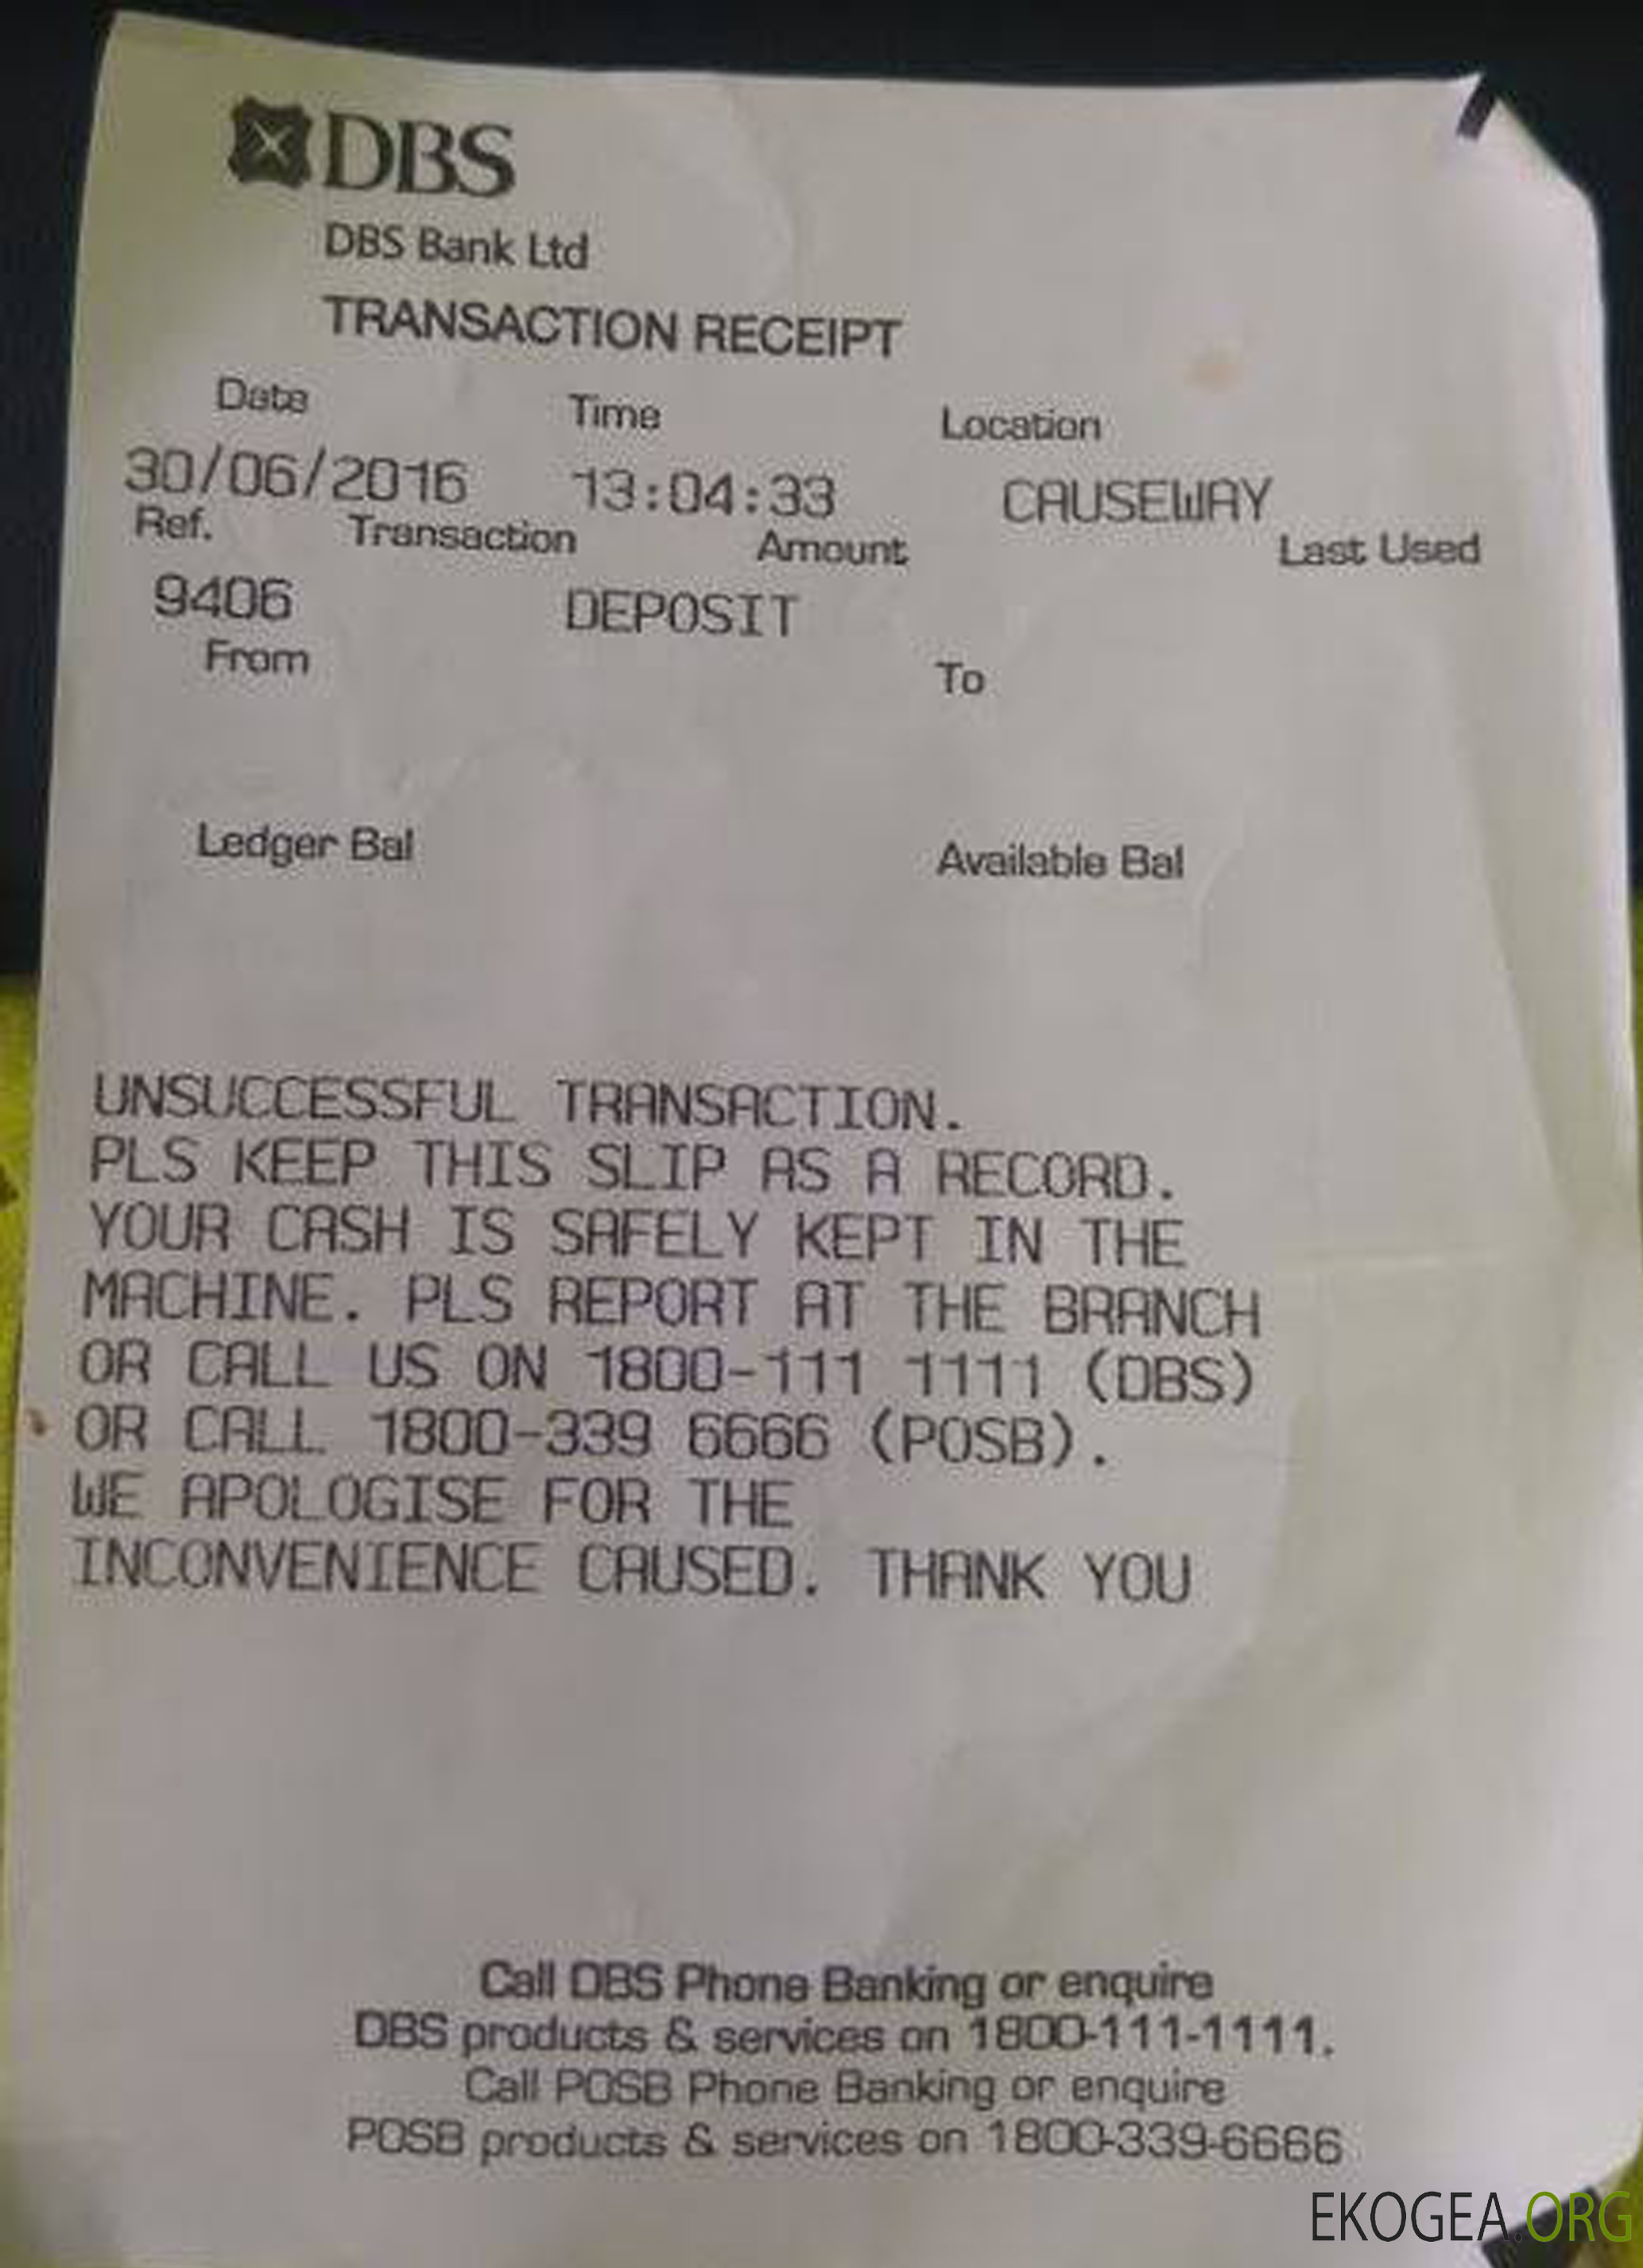 DBS
DBS Bank Ltd
TRANSACTION RECEIPT
Date Time Location
30/06/2016 13:04:33 CAUSEWAY
Ref. Transaction Amount Last Used
9406 DEPOSIT
From To
Ledger Bal Available Bal
UNSUCCESSFUL TRANSACTION.
PLS KEEP THIS SLIP AS A RECORD.
YOUR CASH IS SAFELY KEPT IN THE
MACHINE. PLS REPORT AT THE BRANCH
OR CALL US ON 1800-111 1111 (DBS)
OR CALL 1800-339 6666 (POSB).
WE APOLOGISE FOR THE
INCONVENIENCE CAUSED. THANK YOU
Call DBS Phone Banking or enquire
DBS products & services on 1800-111-1111.
Call POSB Phone Banking or enquire
POSB products & services on 1800-339-6666
EKOGEA.ORG